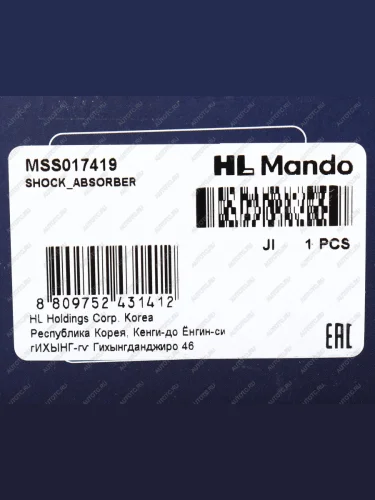 MSS017419
SHOCK_ABSORBER
HL Mando
JI 1 PCS
8 809752 431412
HL Holdings Corp. Korea
Республика Корея, Кенги-до Ёнгин-си
гИХЫНГ-гу Гихынгданджиро 46
EAC